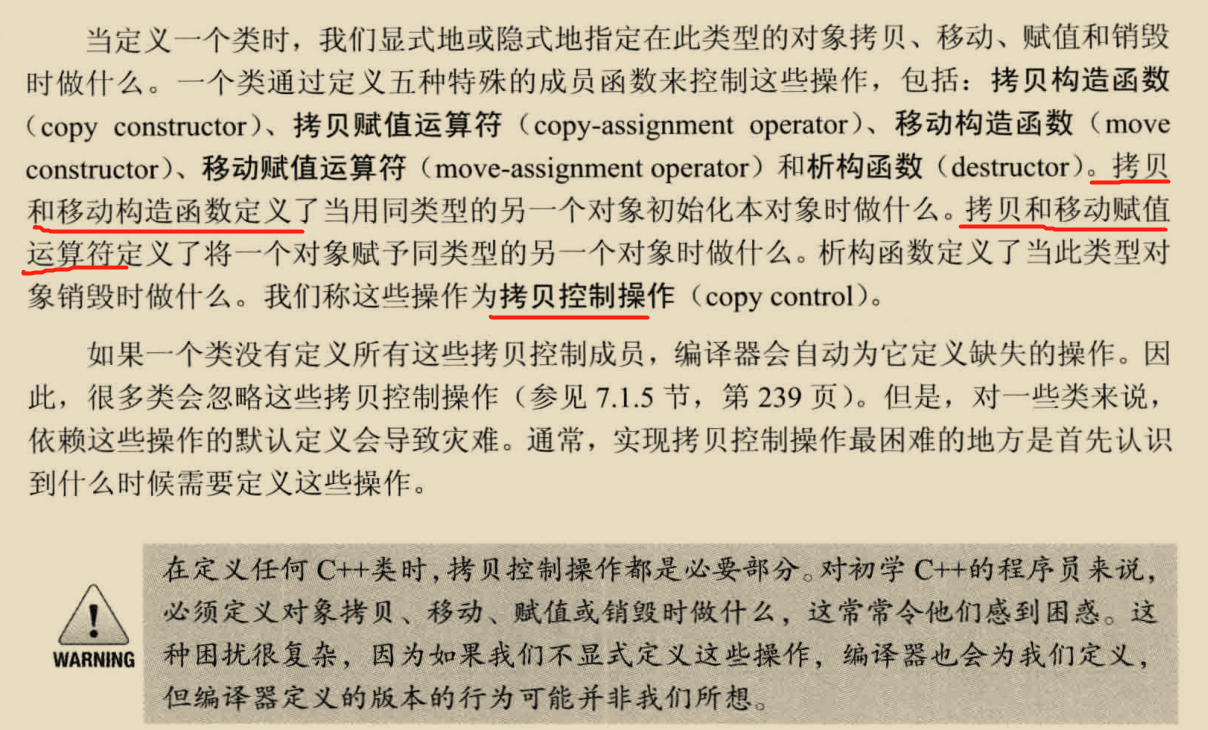 当定义一个类时，我们显式地或隐式地指定在此类型的对象拷贝、移动、赋值和销毁
时做什么。一个类通过定义五种特殊的成员函数来控制这些操作，包括：拷贝构造函数
（copy constructor）、拷贝赋值运算符（copy-assignment operator）、移动构造函数（move
constructor）、移动赋值运算符（move-assignment operator）和析构函数（destructor）。拷贝
和移动构造函数定义了当用同类型的另一个对象初始化本对象时做什么。拷贝和移动赋值
运算符定义了将一个对象赋予同类型的另一个对象时做什么。析构函数定义了当此类型对
象销毁时做什么。我们称这些操作为拷贝控制操作（copy control）。
如果一个类没有定义所有这些拷贝控制成员，编译器会自动为它定义缺失的操作。因
此，很多类会忽略这些拷贝控制操作（参见 7.1.5 节，第 239 页）。但是，对一些类来说，
依赖这些操作的默认定义会导致灾难。通常，实现拷贝控制操作最困难的地方是首先认识
到什么时候需要定义这些操作。
在定义任何 C++类时，拷贝控制操作都是必要部分。对初学 C++的程序员来说，
必须定义对象拷贝、移动、赋值或销毁时做什么，这常常令他们感到困惑。这
种困扰很复杂，因为如果我们不显式定义这些操作，编译器也会为我们定义，
但编译器定义的版本的行为可能并非我们所想。
WARNING